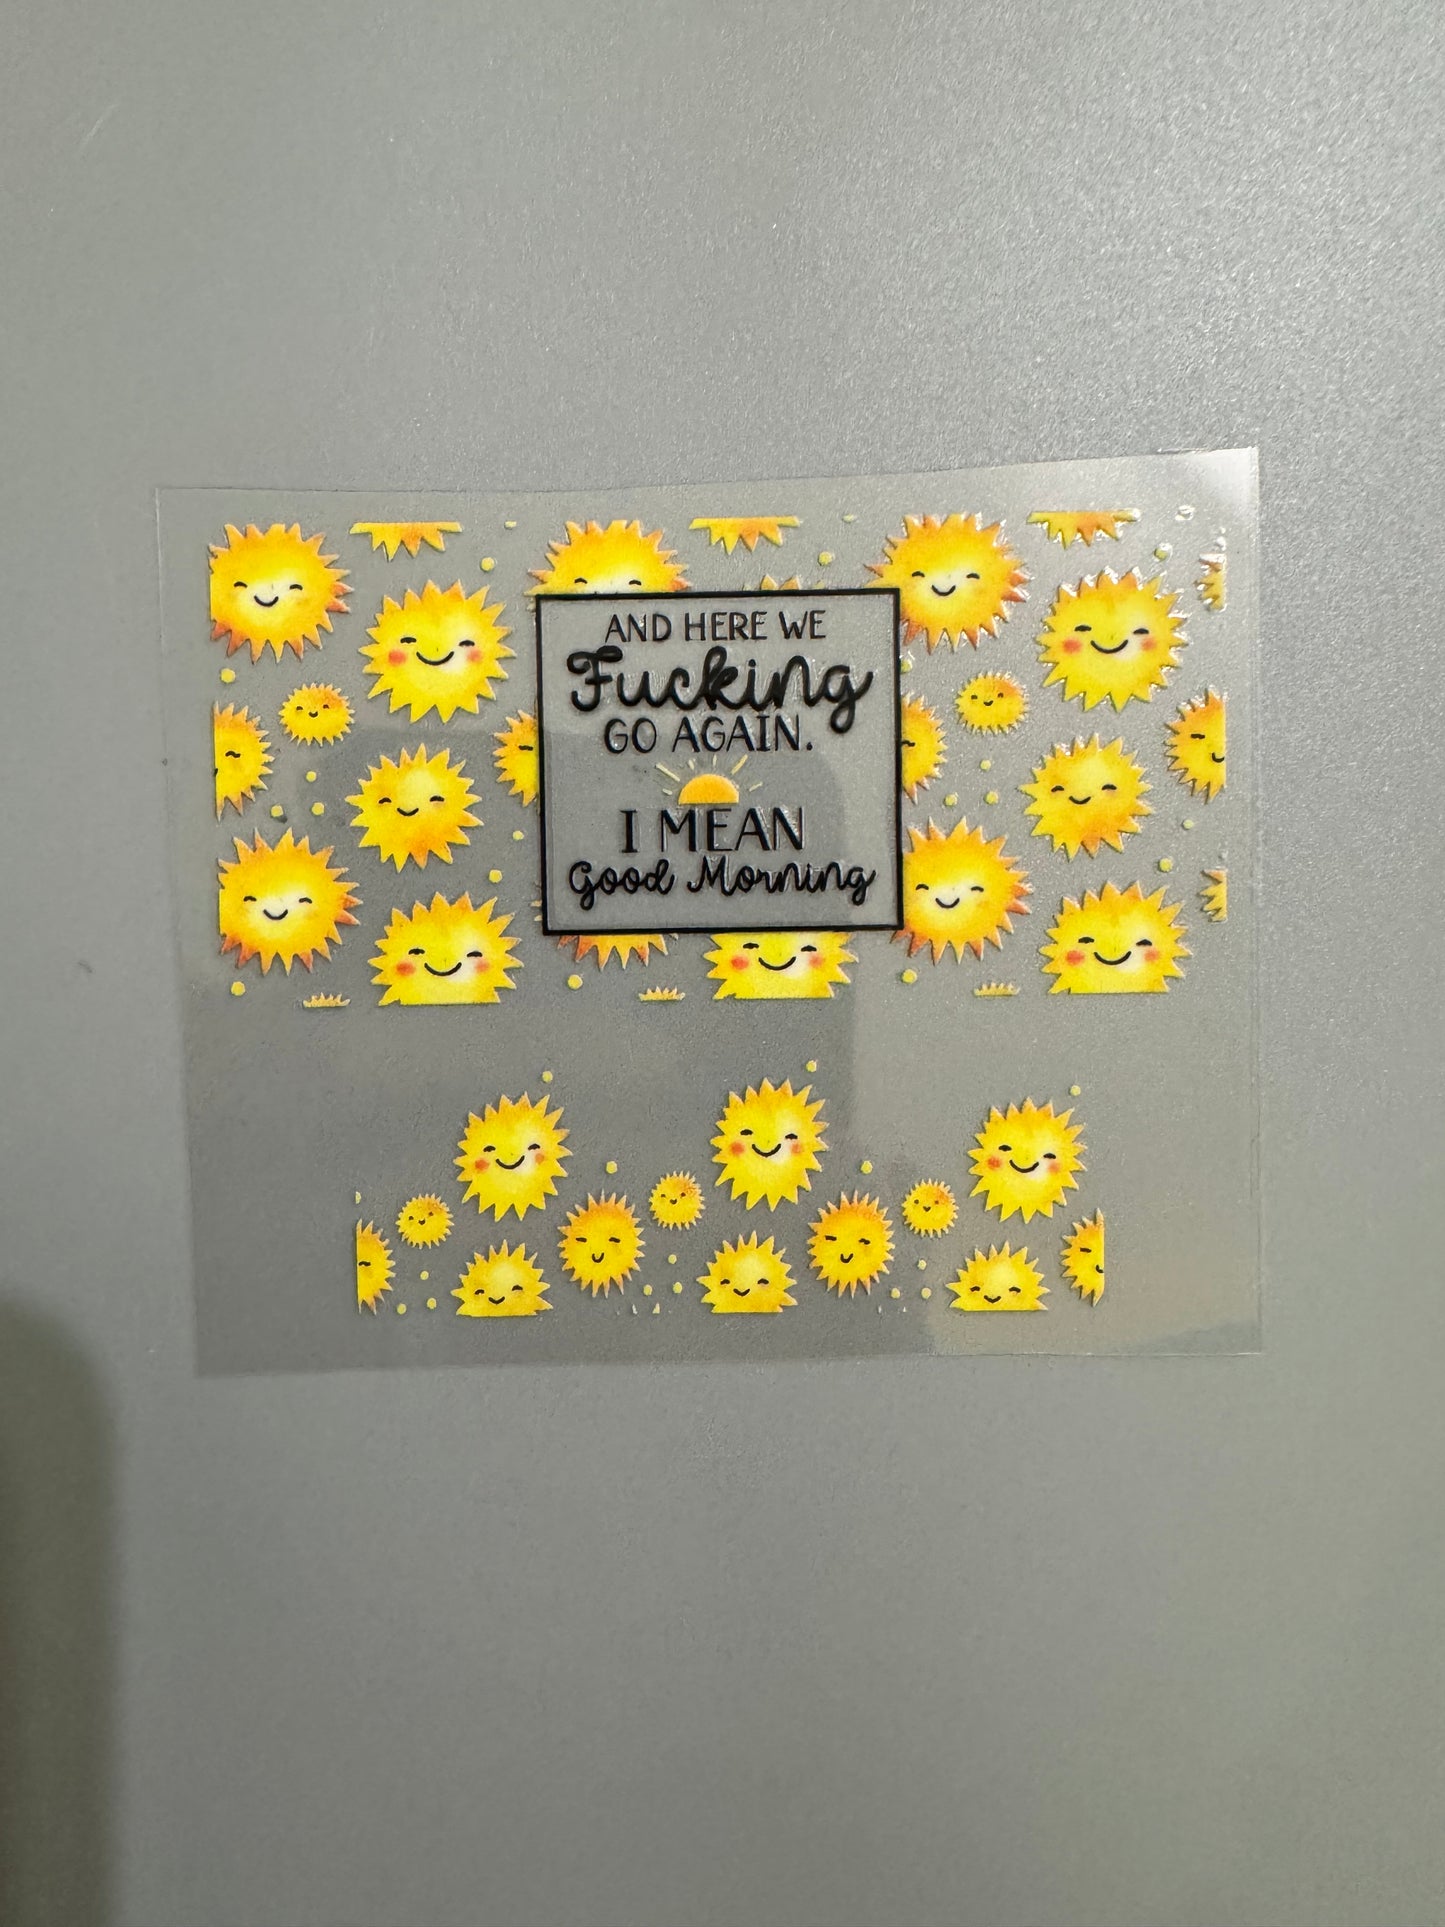 AND HERE WE
Fucking
GO AGAIN.
I MEAN
Good Morning